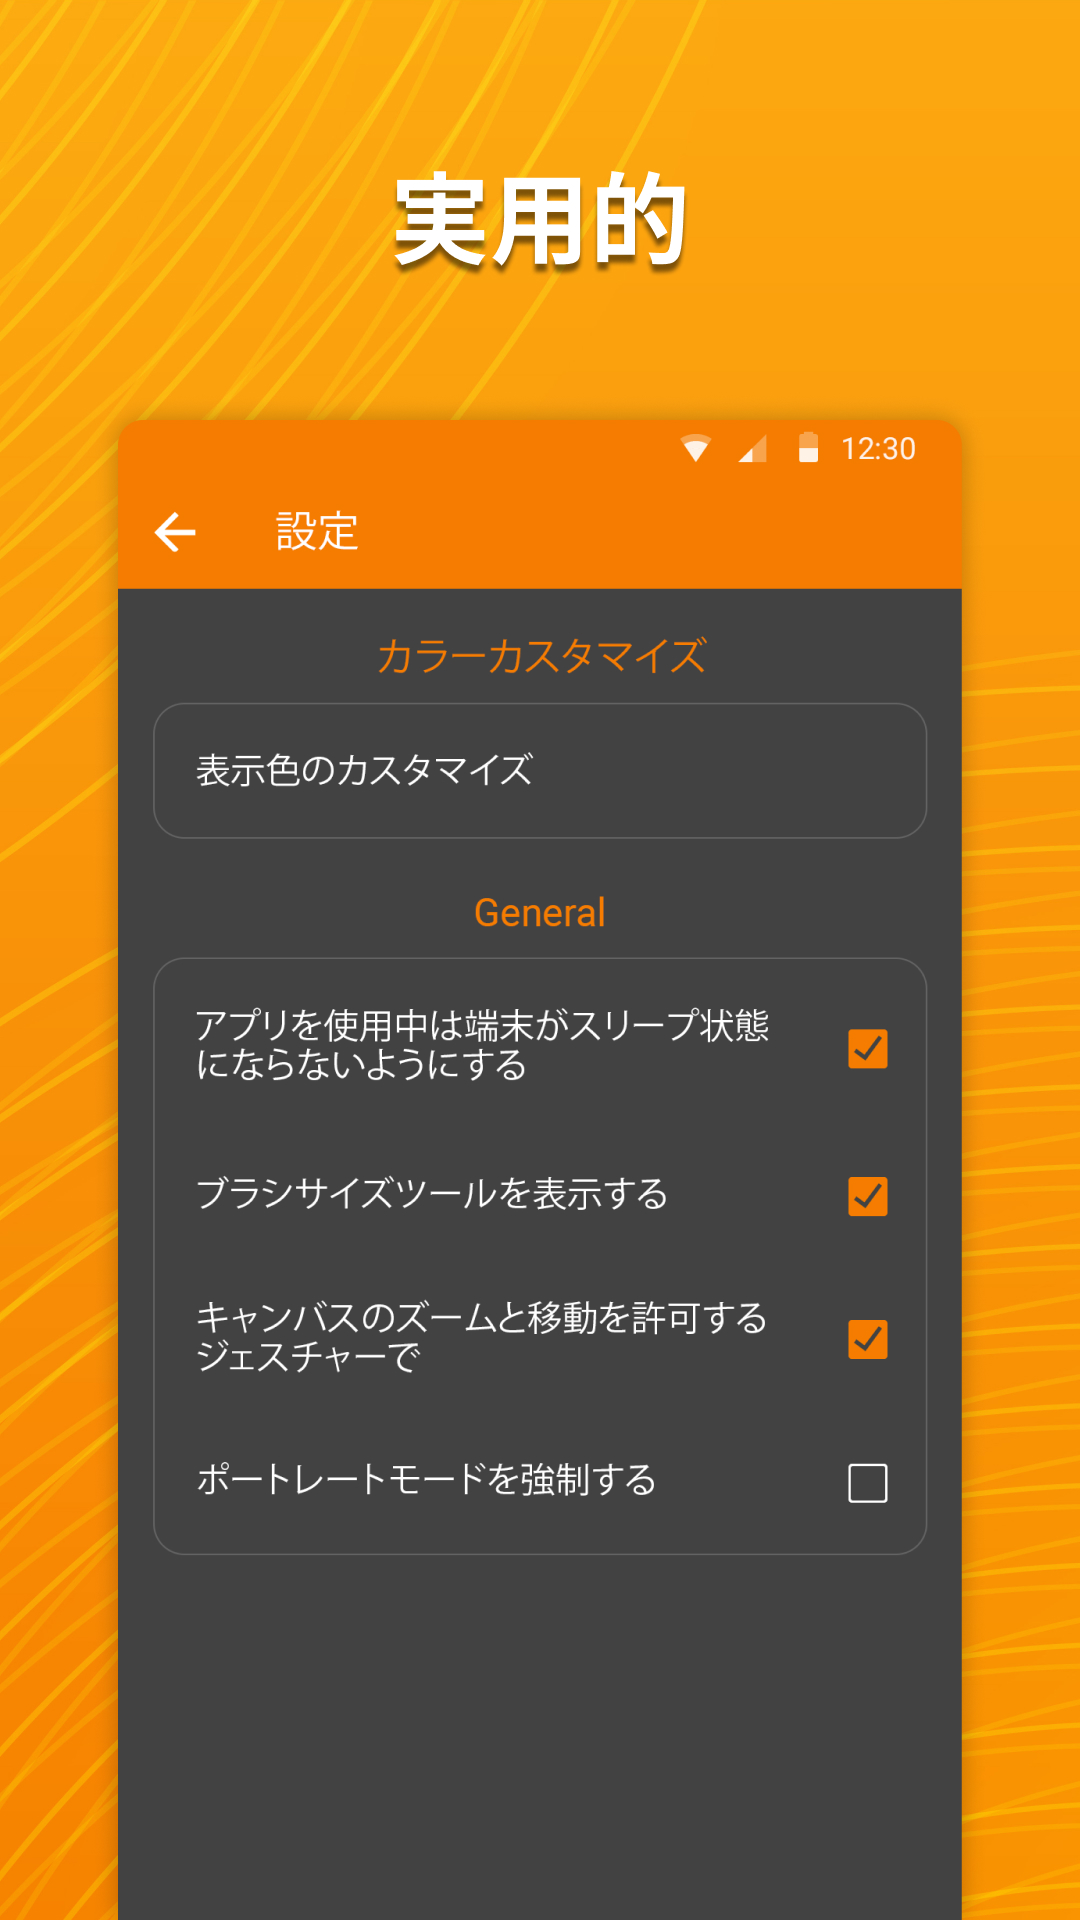 実用的
12:30
設定
カラーカスタマイズ
表示色のカスタマイズ
General
アプリを使用中は端末がスリープ状態
にならないようにする
ブラシサイズツールを表示する
キャンバスのズームと移動を許可する
ジェスチャーで
ポートレートモードを強制する